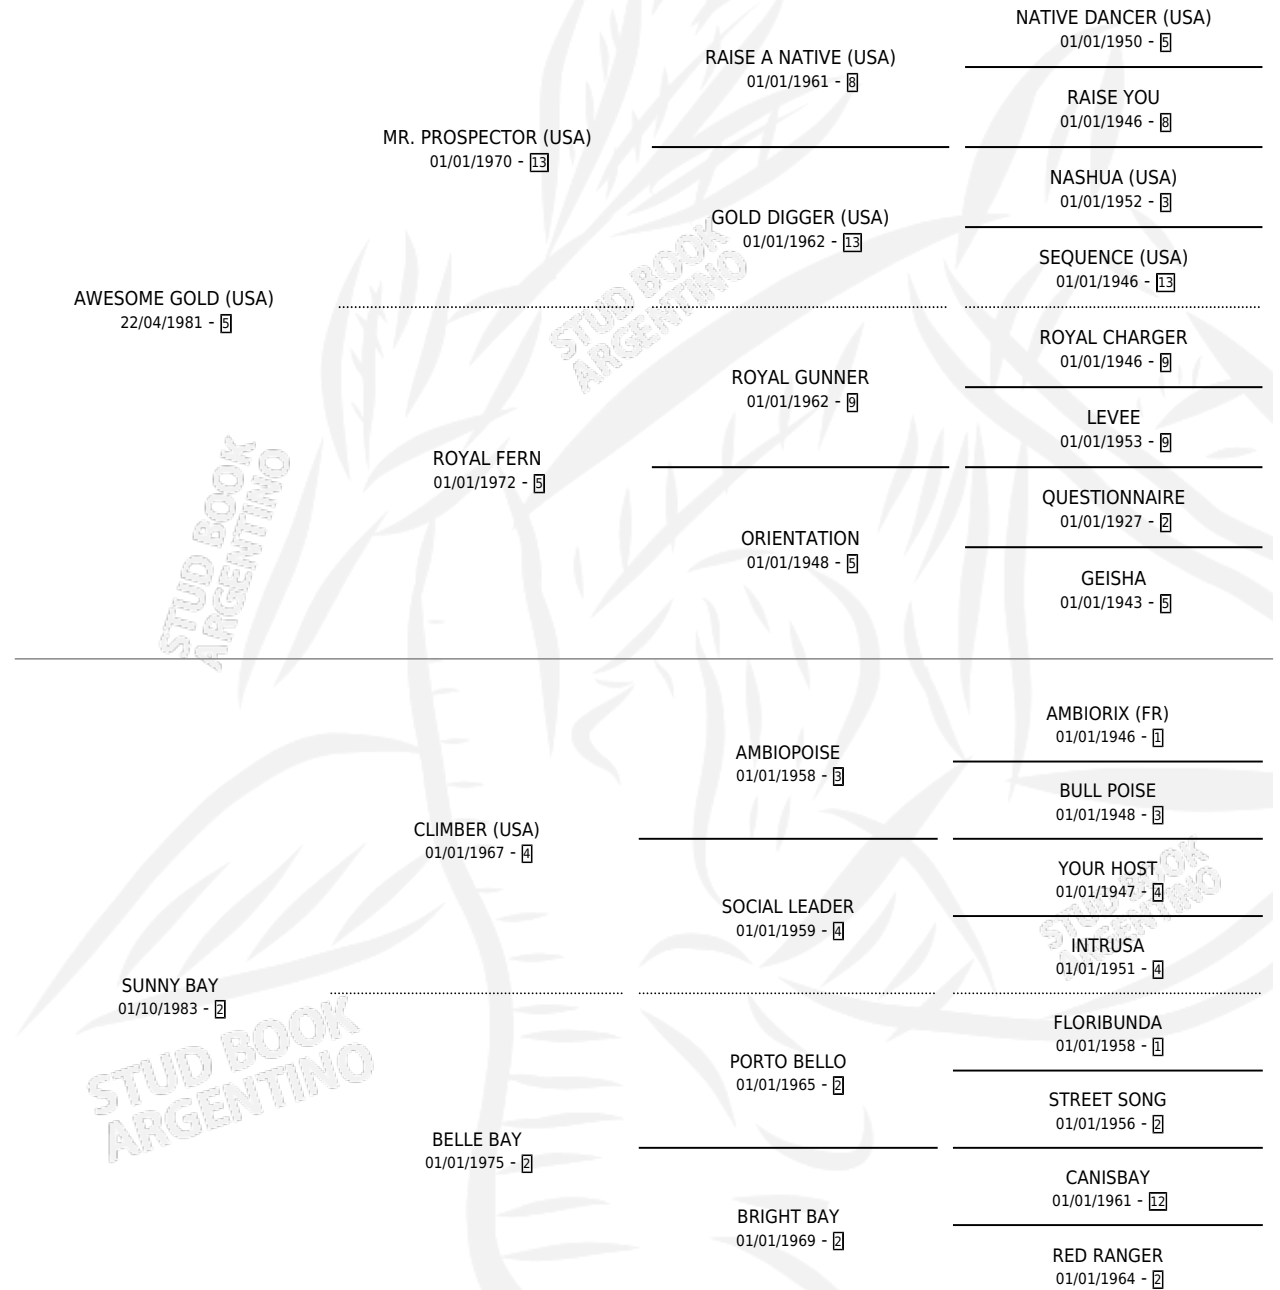 NATIVE DANCER (USA)
01/01/1950 - 5
RAISE A NATIVE (USA)
01/01/1961 - 8
RAISE YOU
01/01/1946 - 8
MR. PROSPECTOR (USA)
01/01/1970 - 13
NASHUA (USA)
01/01/1952 - 3
GOLD DIGGER (USA)
01/01/1962 - 13
SEQUENCE (USA)
01/01/1946 - 13
AWESOME GOLD (USA)
22/04/1981 - 5
ROYAL CHARGER
01/01/1946 - 9
ROYAL GUNNER
01/01/1962 - 9
LEVEE
01/01/1953 - 9
ROYAL FERN
01/01/1972 - 5
QUESTIONNAIRE
01/01/1927 - 2
ORIENTATION
01/01/1948 - 5
GEISHA
01/01/1943 - 5
STUD BOOK
ARGENTINO
STUD BOOK
ARGENTINO
AMBIORIX (FR)
01/01/1946 - 1
AMBIOPOISE
01/01/1958 - 3
BULL POISE
01/01/1948 - 3
CLIMBER (USA)
01/01/1967 - 4
YOUR HOST
01/01/1947 - 4
SOCIAL LEADER
01/01/1959 - 4
INTRUSA
01/01/1951 - 4
SUNNY BAY
01/10/1983 - 2
FLORIBUNDA
01/01/1958 - 1
PORTO BELLO
01/01/1965 - 2
STREET SONG
01/01/1956 - 2
BELLE BAY
01/01/1975 - 2
CANISBAY
01/01/1961 - 12
BRIGHT BAY
01/01/1969 - 2
RED RANGER
01/01/1964 - 2
STUD BOOK
ARGENTINO
STUD BOOK
ARGENTINO